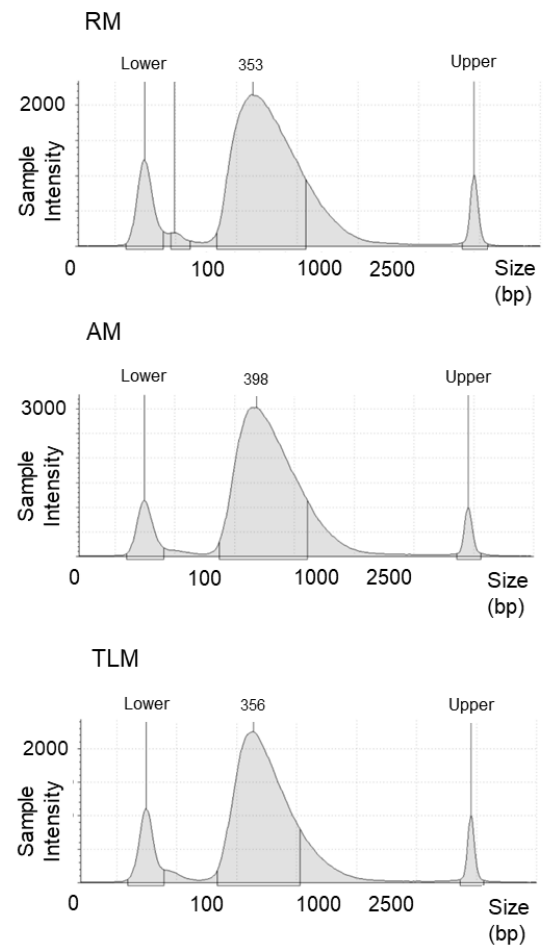 RM
Lower 353 Upper
2000
Sample
Intensity
0 100 1000 2500 Size
(bp)
AM
Lower 398 Upper
3000
Sample
Intensity
0 100 1000 2500 Size
(bp)
TLM
Lower 356 Upper
2000
Sample
Intensity
0 100 1000 2500 Size
(bp)